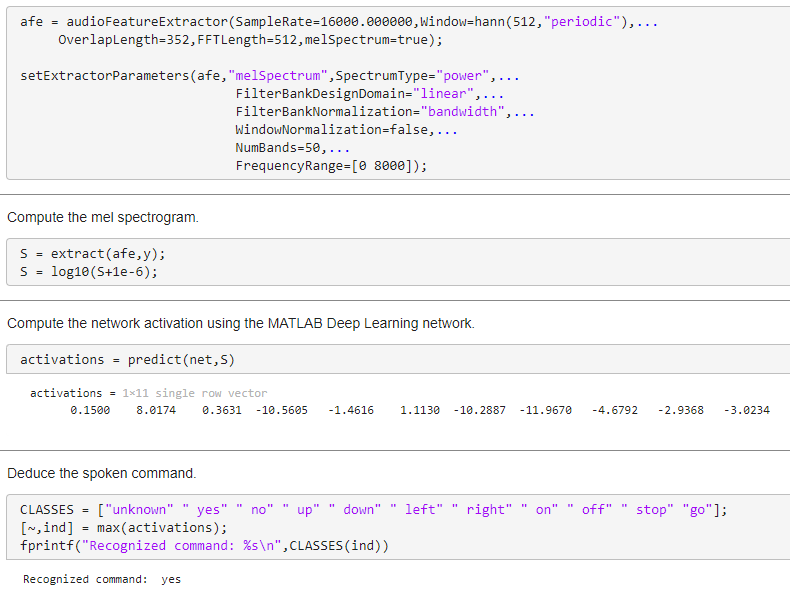 afe = audioFeatureExtractor(SampleRate=16000.000000,Window=hann(512,"periodic"),...
OverlapLength=352,FFTLength=512,melSpectrum=true);
setExtractorParameters(afe,"melSpectrum",SpectrumType="power",...
FilterBankDesignDomain="linear",...
FilterBankNormalization="bandwidth",...
WindowNormalization=false,...
NumBands=50,...
FrequencyRange=[0 8000]);
Compute the mel spectrogram.
S = extract(afe,y);
S = log10(S+1e-6);
Compute the network activation using the MATLAB Deep Learning network.
activations = predict(net,S)
activations = 1×11 single row vector
0.1500 8.0174 0.3631 -10.5605 -1.4616 1.1130 -10.2887 -11.9670 -4.6792 -2.9368 -3.0234
Deduce the spoken command.
CLASSES = ["unknown" " yes" " no" " up" " down" " left" " right" " on" " off" " stop" "go"];
[~,ind] = max(activations);
fprintf("Recognized command: %s\n",CLASSES(ind))
Recognized command:  yes